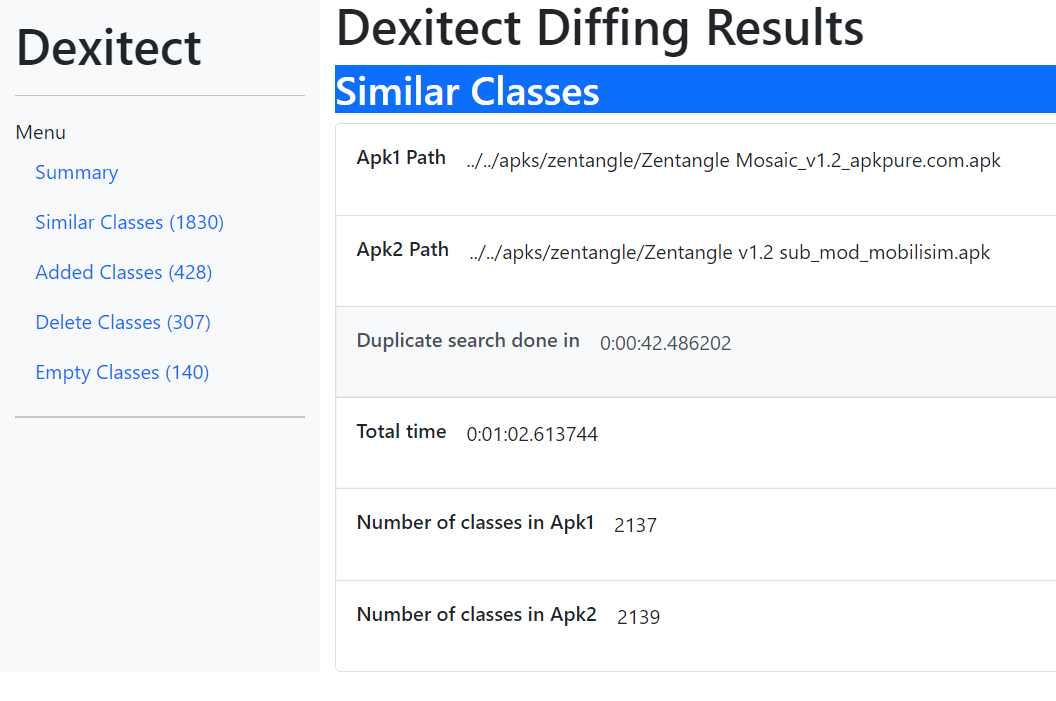 Dexitect
Menu
Summary
Similar Classes (1830)
Added Classes (428)
Delete Classes (307)
Empty Classes (140)
Dexitect Diffing Results
Similar Classes
Apk1 Path ../../apks/zentangle/Zentangle Mosaic_v1.2_apkpure.com.apk
Apk2 Path ../../apks/zentangle/Zentangle v1.2 sub_mod_mobilisim.apk
Duplicate search done in 0:00:42.486202
Total time 0:01:02.613744
Number of classes in Apk1 2137
Number of classes in Apk2 2139